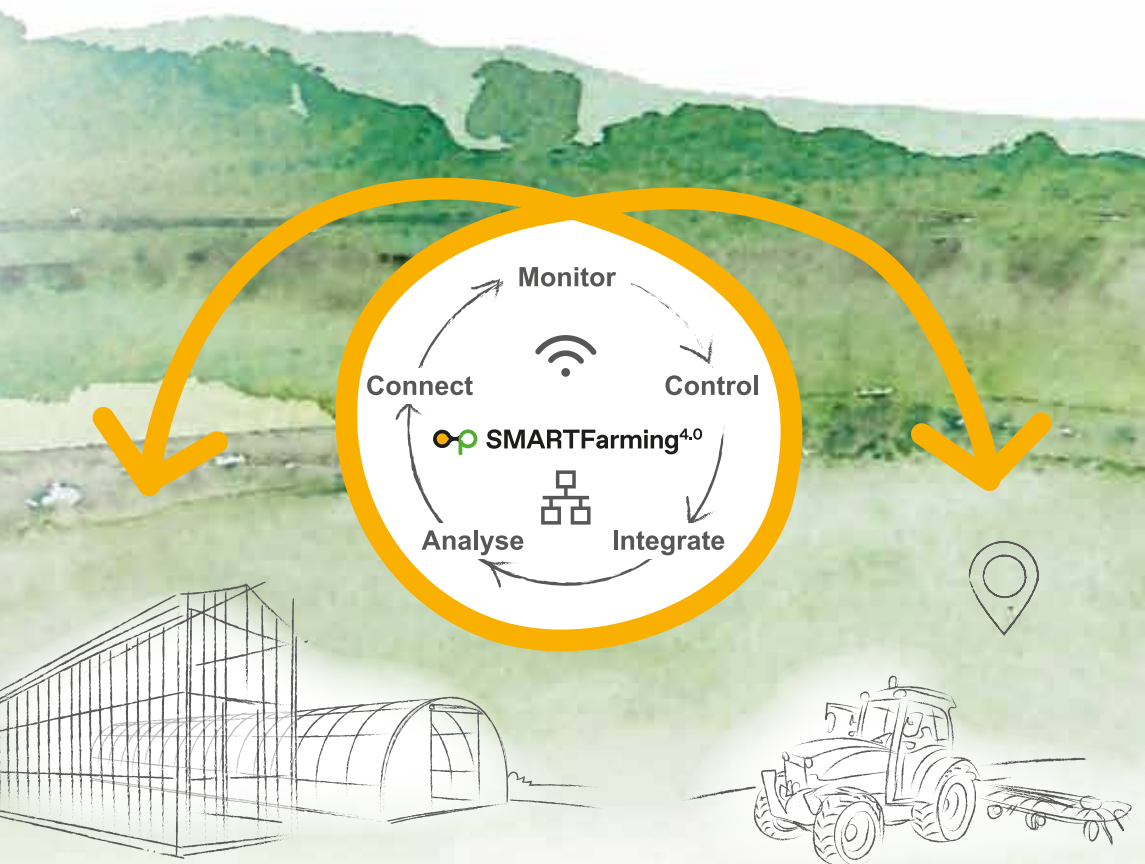 Monitor
Connect
Control
SMARTFarming4.0
Analyse
Integrate